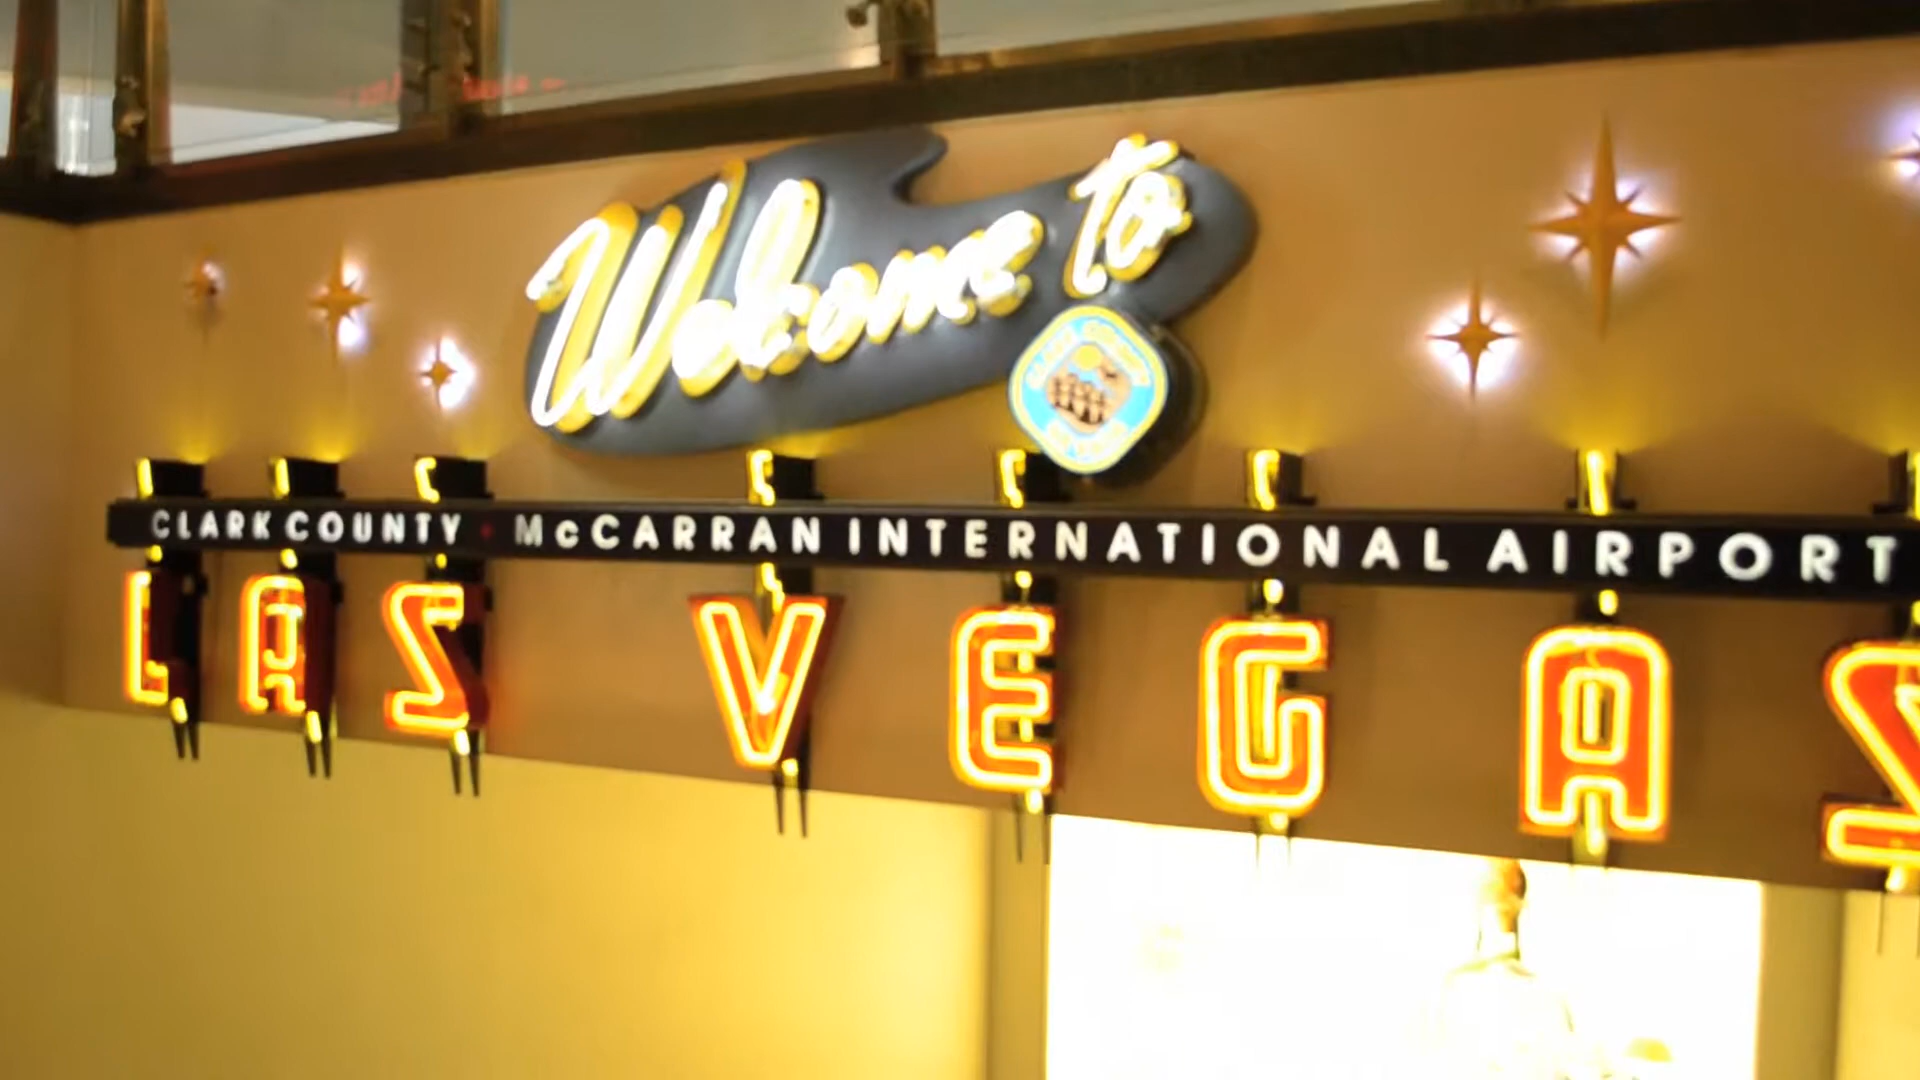 Welcome to
CLARK COUNTY • McCARRAN INTERNATIONAL AIRPORT
LAS VEGAS